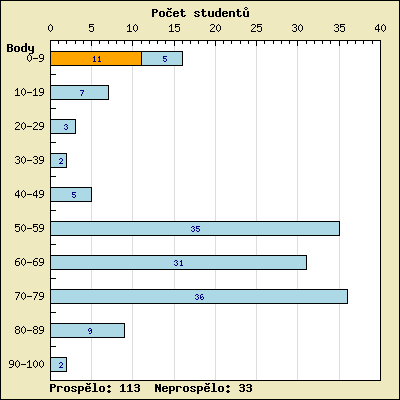 Počet studentů
0 5 10 15 20 25 30 35 40
Body
0-9 11 5
10-19 7
20-29 3
30-39 2
40-49 5
50-59 35
60-69 31
70-79 36
80-89 9
90-100 2
Prospělo: 113 Neprospělo: 33